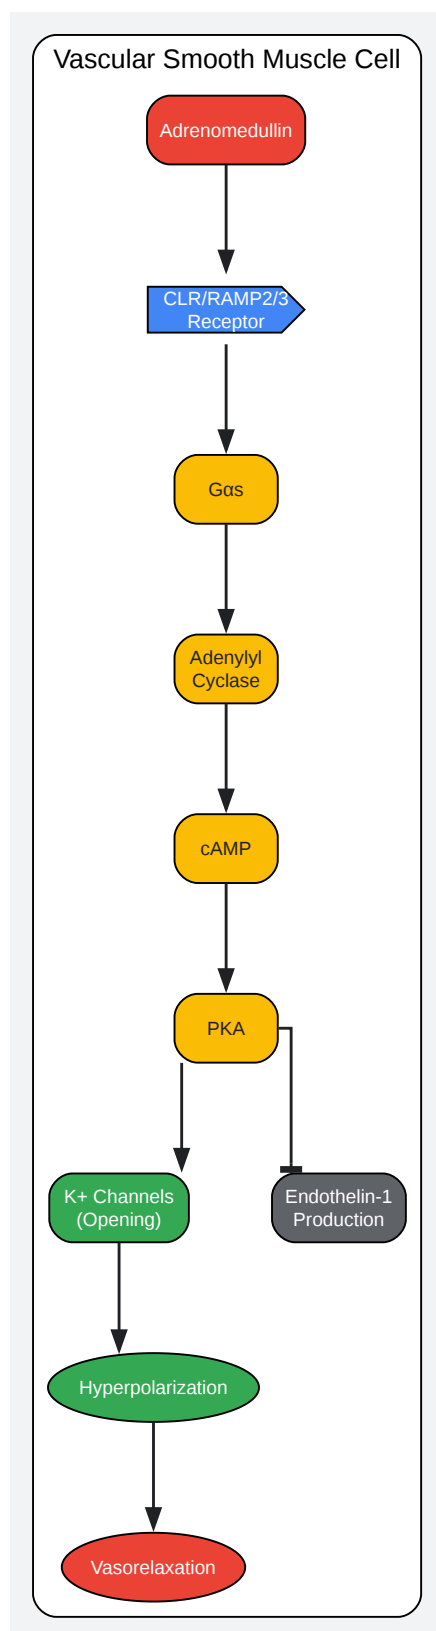 Vascular Smooth Muscle Cell
Adrenomedullin
CLR/RAMP2/3
Receptor
Gαs
Adenylyl
Cyclase
cAMP
PKA
K+ Channels
(Opening)
Endothelin-1
Production
Hyperpolarization
Vasorelaxation